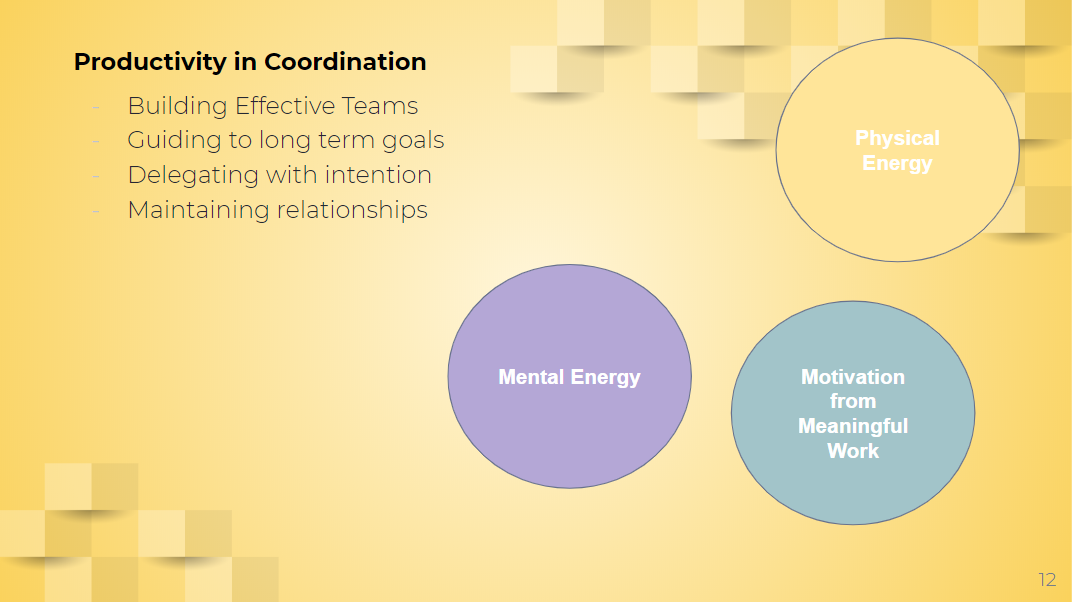 Productivity in Coordination
- Building Effective Teams
- Guiding to long term goals
- Delegating with intention
- Maintaining relationships
Physical
Energy
Mental Energy
Motivation
from
Meaningful
Work
12